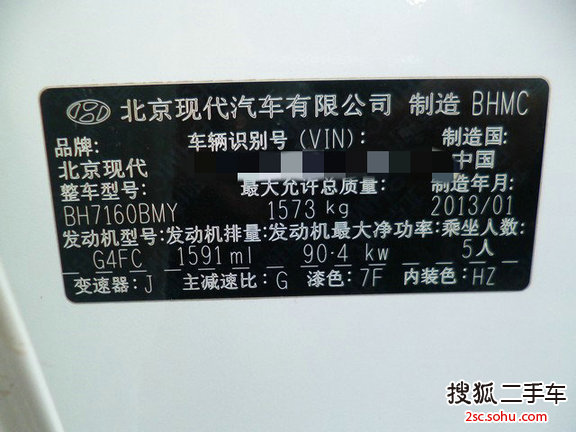 北京现代汽车有限公司 制造 BHMC
品牌: 车辆识别号(VIN): 制造国:
北京现代 中国
整车型号: 最大允许总质量: 制造年月:
BH7160BMY 1573 kg 2013/01
发动机型号:发动机排量:发动机最大净功率:乘坐人数:
G4FC 1591 ml 90.4 kw 5人
变速器: J 主减速比: G 漆色: 7F 内装色: HZ
搜狐二手车
2sc.sohu.com